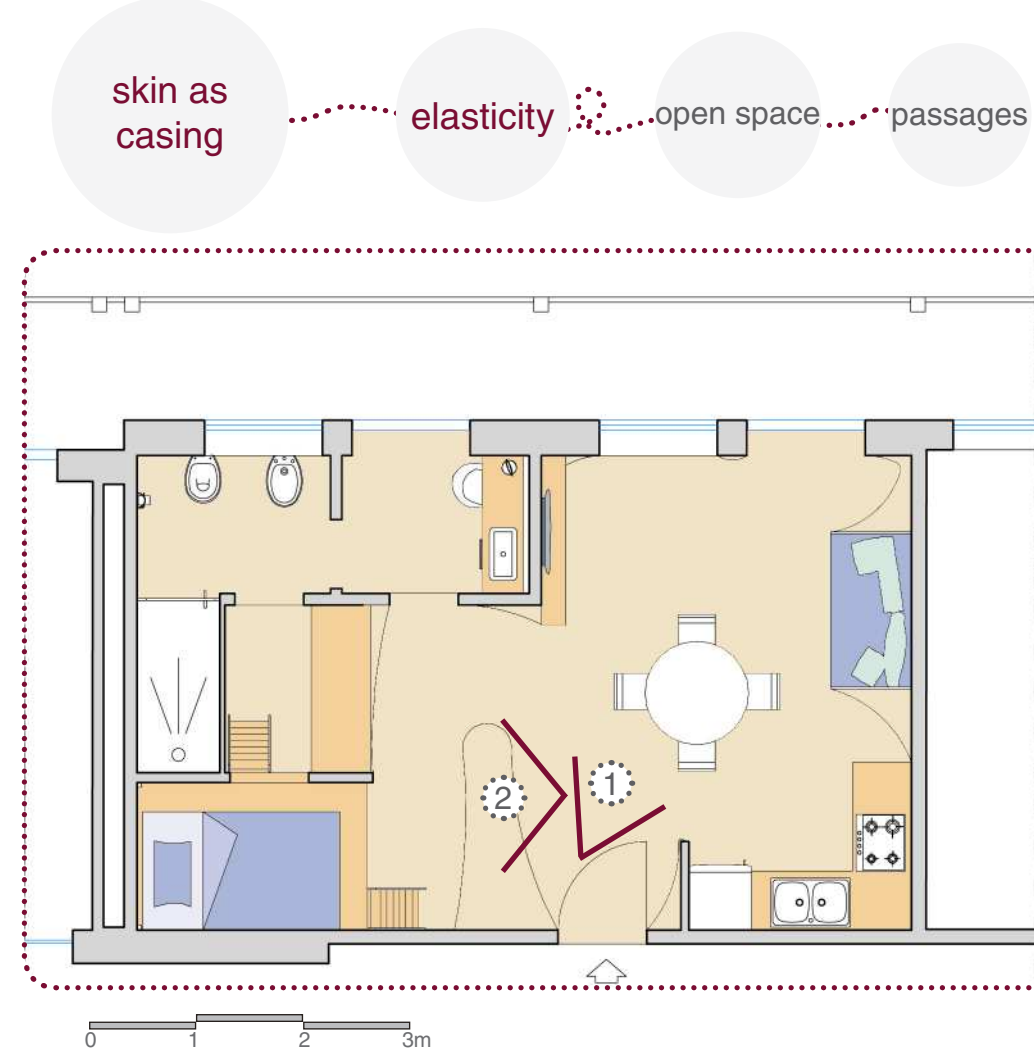 skin as
casing
elasticity
open space
passages
1
2
0 1 2 3m